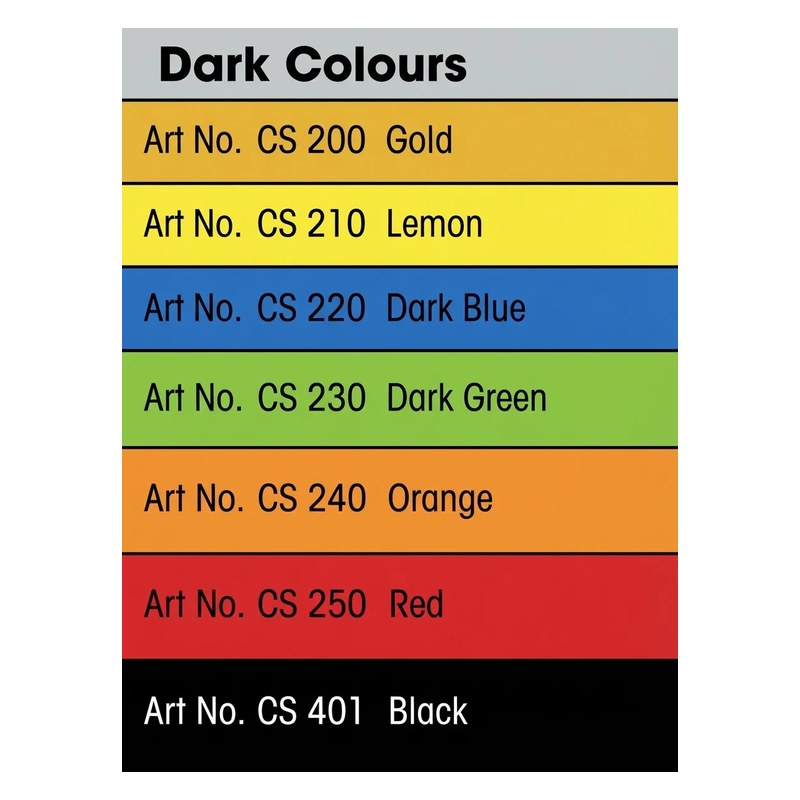 Dark Colours
Art No. CS 200 Gold
Art No. CS 210 Lemon
Art No. CS 220 Dark Blue
Art No. CS 230 Dark Green
Art No. CS 240 Orange
Art No. CS 250 Red
Art No. CS 401 Black